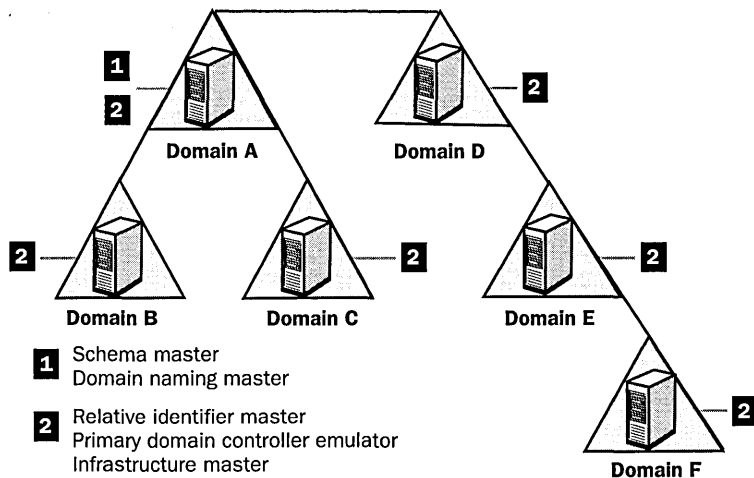 1
2
Domain A
2
Domain D
2
Domain B
2
Domain C
2
Domain E
2
Domain F
1 Schema master
Domain naming master
2 Relative identifier master
Primary domain controller emulator
Infrastructure master